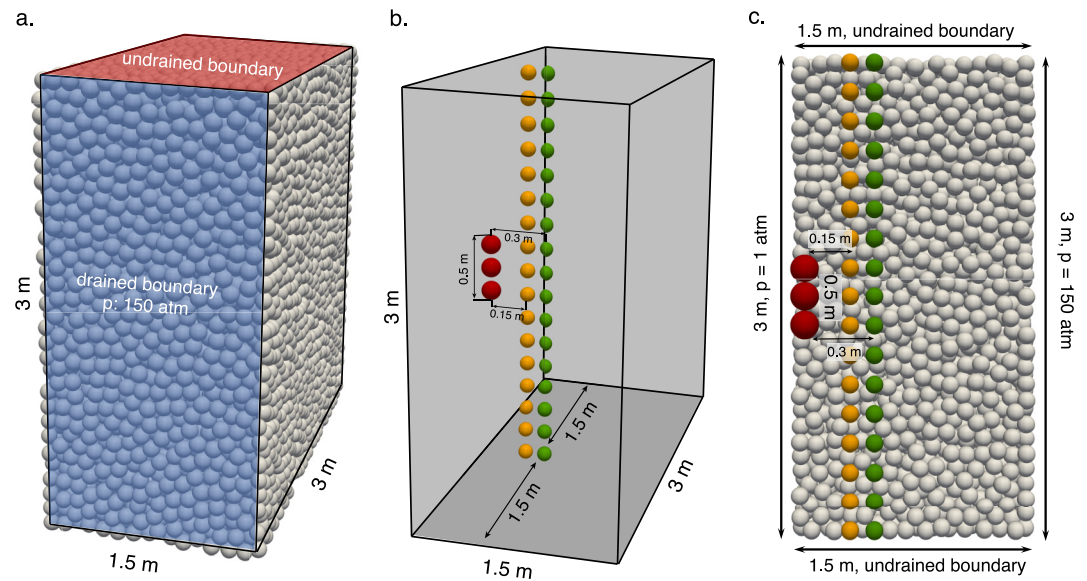 a.
undrained boundary
drained boundary
p: 150 atm
3 m
1.5 m
3 m
b.
0.3 m
0.5 m
0.15 m
3 m
1.5 m
1.5 m
3 m
1.5 m
c.
1.5 m, undrained boundary
3 m, p = 1 atm
0.15 m
0.5 m
0.3 m
3 m, p = 150 atm
1.5 m, undrained boundary